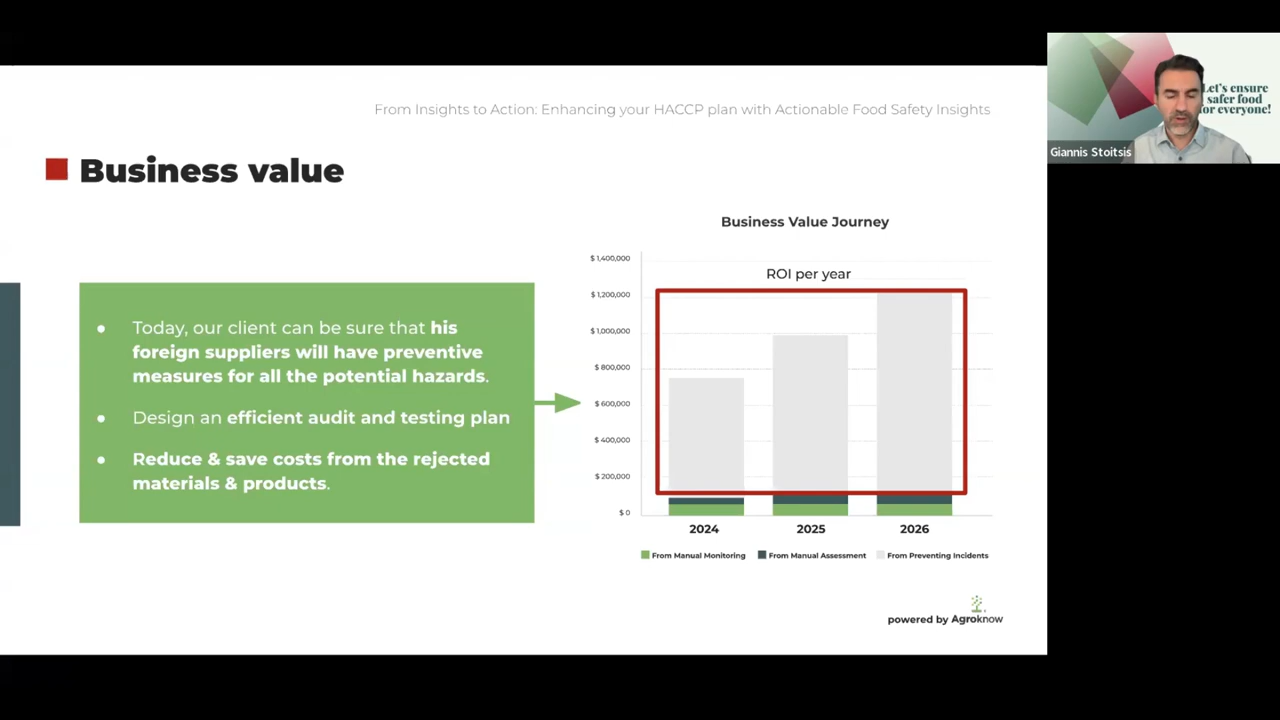 From Insights to Action: Enhancing your HACCP plan with Actionable Food Safety Insights
Let's ensure
safer food
for everyone!
Giannis Stoitsis
Business value
Today, our client can be sure that his
foreign suppliers will have preventive
measures for all the potential hazards.
Design an efficient audit and testing plan
Reduce & save costs from the rejected
materials & products.
Business Value Journey
ROI per year
$ 1,400,000
$ 1,200,000
$ 1,000,000
$ 800,000
$ 600,000
$ 400,000
$ 200,000
$ 0
2024 2025 2026
From Manual Monitoring From Manual Assessment From Preventing Incidents
powered by Agroknow